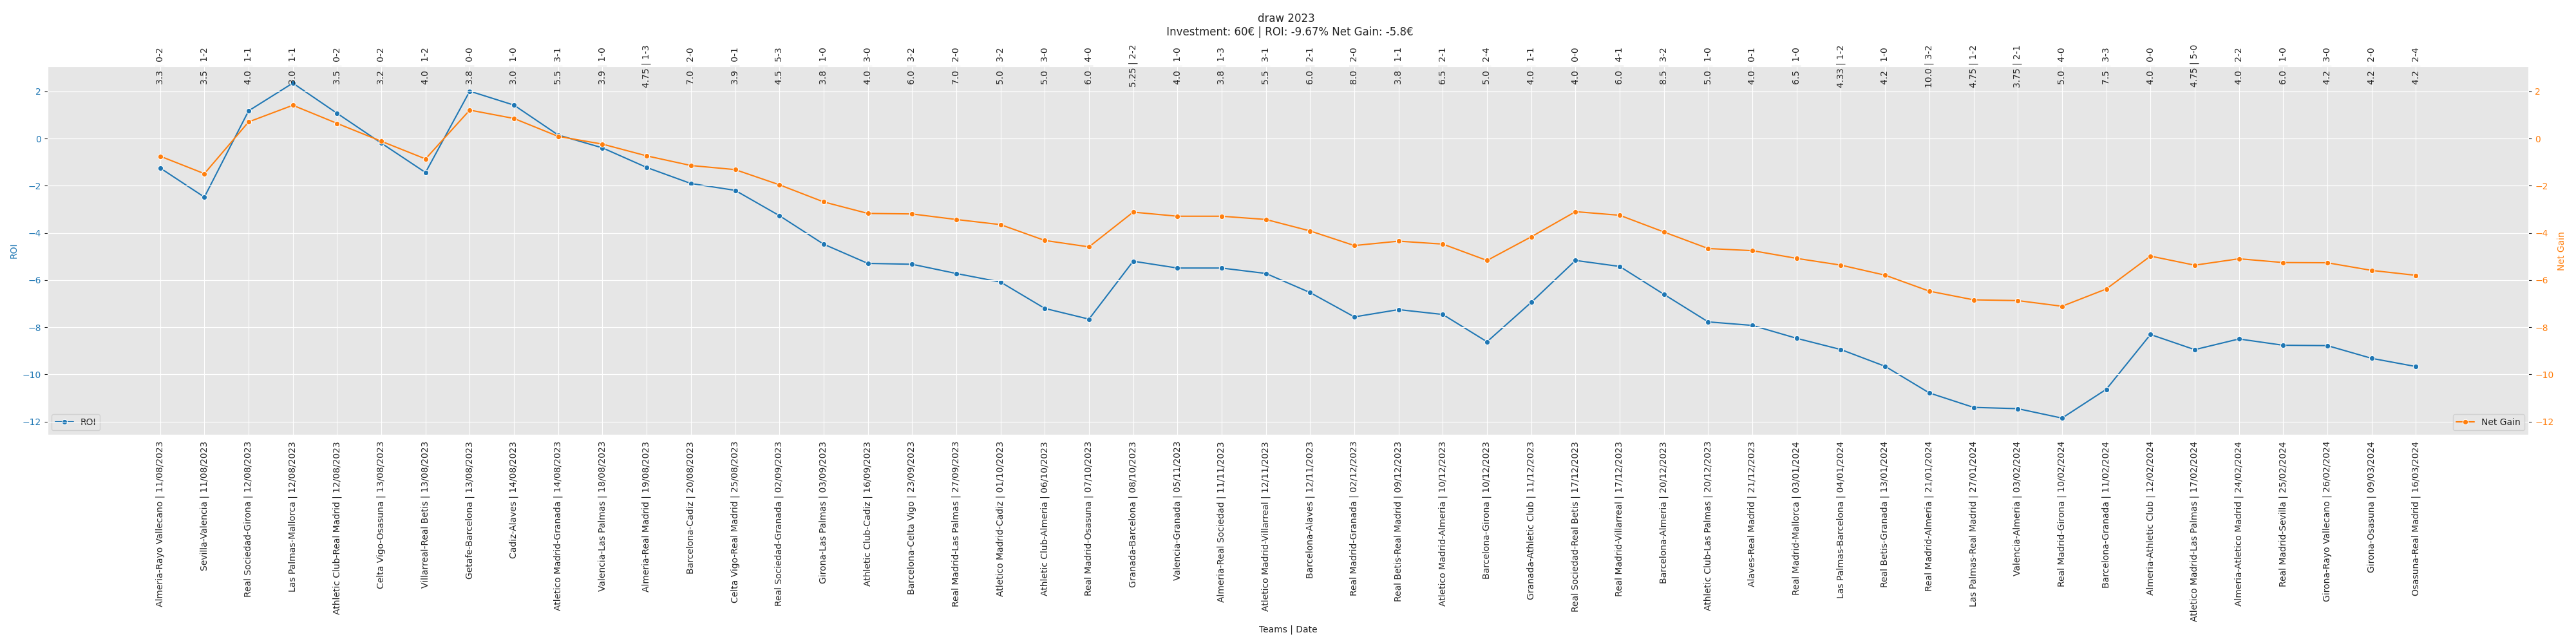 draw 2023
Investment: 60€ | ROI: -9.67% Net Gain: -5.8€
3.3 | 0-2
3.5 | 1-2
4.0 | 1-1
3.0 | 1-1
3.5 | 0-2
3.2 | 0-2
4.0 | 1-2
3.8 | 0-0
3.0 | 1-0
5.5 | 3-1
3.9 | 1-0
4.75 | 1-3
7.0 | 2-0
3.9 | 0-1
4.5 | 5-3
3.8 | 1-0
4.0 | 3-0
6.0 | 3-2
7.0 | 2-0
5.0 | 3-2
5.0 | 3-0
6.0 | 4-0
5.25 | 2-2
4.0 | 1-0
3.8 | 1-3
5.5 | 3-1
6.0 | 2-1
8.0 | 2-0
3.8 | 1-1
6.5 | 2-1
5.0 | 2-4
4.0 | 1-1
4.0 | 0-0
6.0 | 4-1
8.5 | 3-2
5.0 | 1-0
4.0 | 0-1
6.5 | 1-0
4.33 | 1-2
4.2 | 1-0
10.0 | 3-2
4.75 | 1-2
3.75 | 2-1
5.0 | 4-0
7.5 | 3-3
4.0 | 0-0
4.75 | 5-0
4.0 | 2-2
6.0 | 1-0
4.2 | 3-0
4.2 | 2-0
4.2 | 2-4
2
0
−2
−4
−6
−8
−10
−12
ROI
ROI
2
0
−2
−4
−6
−8
−10
−12
Net Gain
Net Gain
Almeria-Rayo Vallecano | 11/08/2023
Sevilla-Valencia | 11/08/2023
Real Sociedad-Girona | 12/08/2023
Las Palmas-Mallorca | 12/08/2023
Athletic Club-Real Madrid | 12/08/2023
Celta Vigo-Osasuna | 13/08/2023
Villarreal-Real Betis | 13/08/2023
Getafe-Barcelona | 13/08/2023
Cadiz-Alaves | 14/08/2023
Atletico Madrid-Granada | 14/08/2023
Valencia-Las Palmas | 18/08/2023
Almeria-Real Madrid | 19/08/2023
Barcelona-Cadiz | 20/08/2023
Celta Vigo-Real Madrid | 25/08/2023
Real Sociedad-Granada | 02/09/2023
Girona-Las Palmas | 03/09/2023
Athletic Club-Cadiz | 16/09/2023
Barcelona-Celta Vigo | 23/09/2023
Real Madrid-Las Palmas | 27/09/2023
Atletico Madrid-Cadiz | 01/10/2023
Athletic Club-Almeria | 06/10/2023
Real Madrid-Osasuna | 07/10/2023
Granada-Barcelona | 08/10/2023
Valencia-Granada | 05/11/2023
Almeria-Real Sociedad | 11/11/2023
Atletico Madrid-Villarreal | 12/11/2023
Barcelona-Alaves | 12/11/2023
Real Madrid-Granada | 02/12/2023
Real Betis-Real Madrid | 09/12/2023
Atletico Madrid-Almeria | 10/12/2023
Barcelona-Girona | 10/12/2023
Granada-Athletic Club | 11/12/2023
Real Sociedad-Real Betis | 17/12/2023
Real Madrid-Villarreal | 17/12/2023
Barcelona-Almeria | 20/12/2023
Athletic Club-Las Palmas | 20/12/2023
Alaves-Real Madrid | 21/12/2023
Real Madrid-Mallorca | 03/01/2024
Las Palmas-Barcelona | 04/01/2024
Real Betis-Granada | 13/01/2024
Real Madrid-Almeria | 21/01/2024
Las Palmas-Real Madrid | 27/01/2024
Valencia-Almeria | 03/02/2024
Real Madrid-Girona | 10/02/2024
Barcelona-Granada | 11/02/2024
Almeria-Athletic Club | 12/02/2024
Atletico Madrid-Las Palmas | 17/02/2024
Almeria-Atletico Madrid | 24/02/2024
Real Madrid-Sevilla | 25/02/2024
Girona-Rayo Vallecano | 26/02/2024
Girona-Osasuna | 09/03/2024
Osasuna-Real Madrid | 16/03/2024
Teams | Date